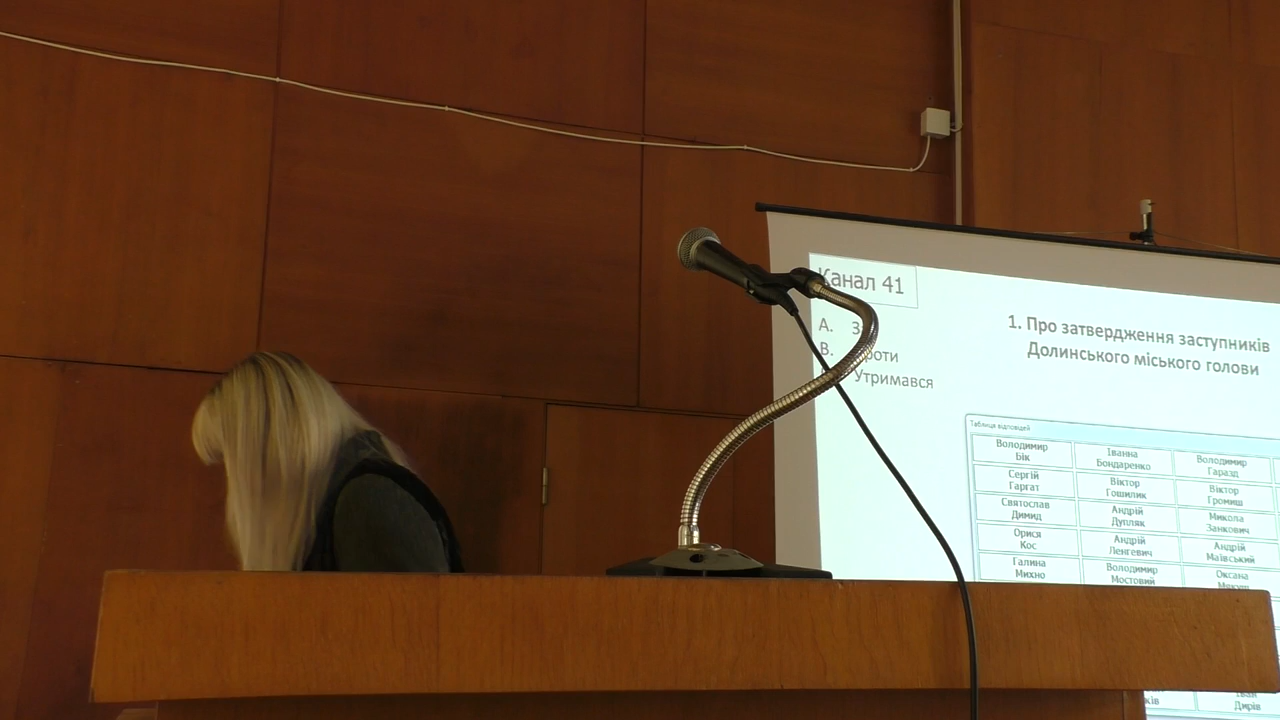 Канал 41
A. З
B. роти
Утримався
1. Про затвердження заступників
Долинського міського голови
Таблиця відповідей
Володимир Бік
Іванна Бондаренко
Володимир Гаразд
Сергій Гаргат
Віктор Гошилик
Віктор Громиш
Святослав Димид
Андрій Дупляк
Микола Занкович
Орися Кос
Андрій Ленгевич
Андрій Маївський
Галина Михно
Володимир Мостовий
Оксана
Іван Дирів